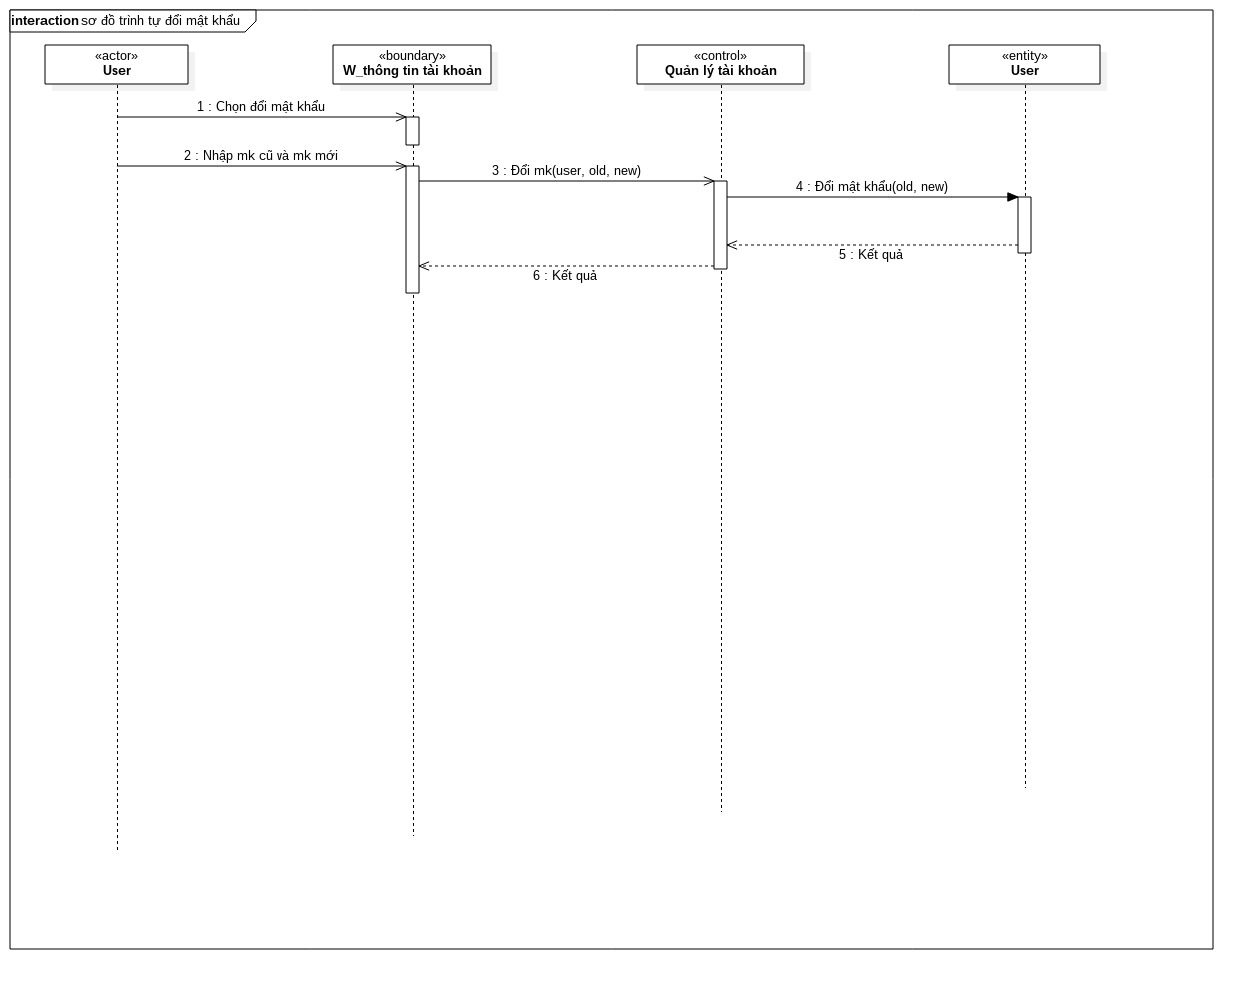 interaction sơ đồ trình tự đổi mật khẩu
«actor»
User
«boundary»
W_thông tin tài khoản
«control»
Quản lý tài khoản
«entity»
User
1 : Chọn đổi mật khẩu
2 : Nhập mk cũ và mk mới
3 : Đổi mk(user, old, new)
4 : Đổi mật khẩu(old, new)
5 : Kết quả
6 : Kết quả